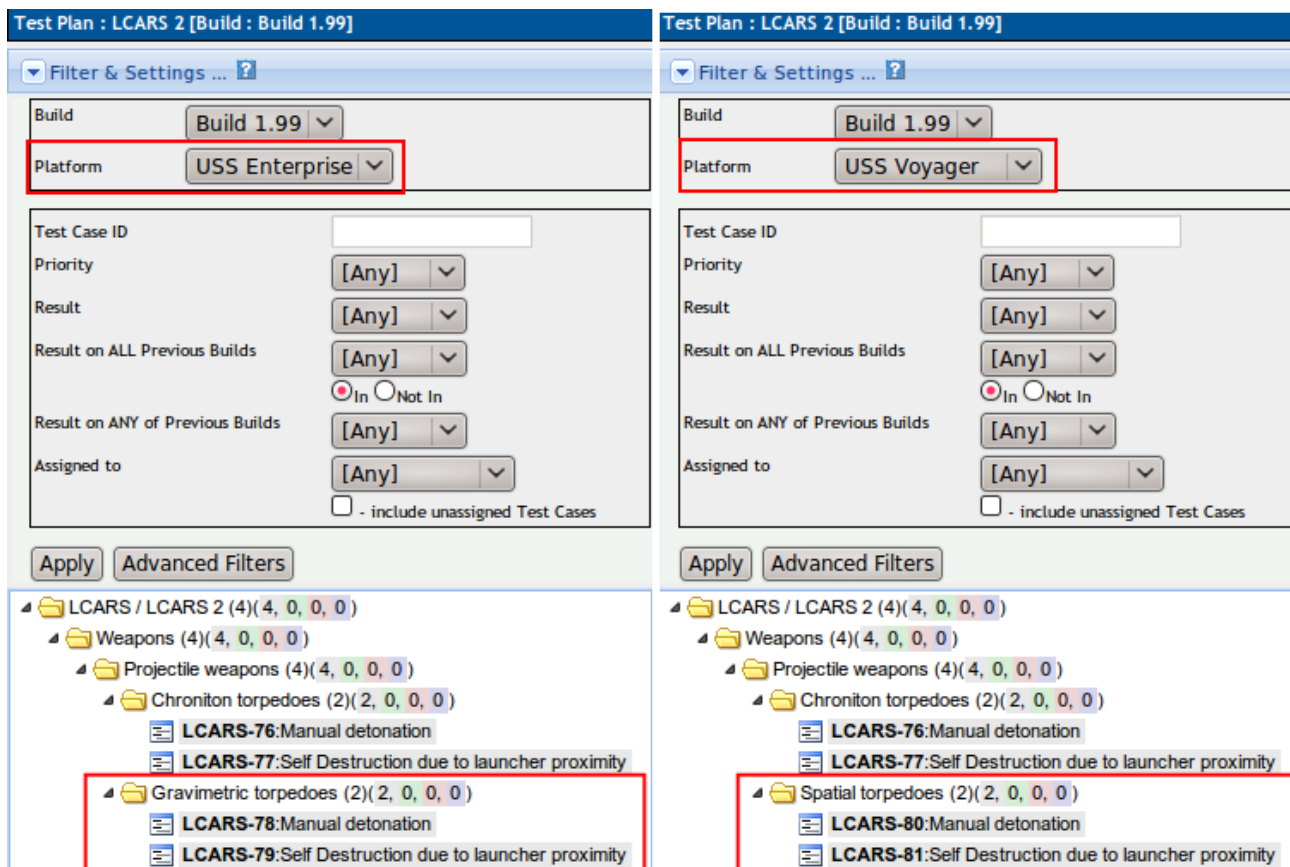 Test Plan : LCARS 2 [Build : Build 1.99]
Filter & Settings ... ?
Build Build 1.99
Platform USS Enterprise
Test Case ID
Priority [Any]
Result [Any]
Result on ALL Previous Builds [Any]
In Not In
Result on ANY of Previous Builds [Any]
Assigned to [Any]
- include unassigned Test Cases
Apply Advanced Filters
LCARS / LCARS 2 (4)( 4, 0, 0, 0 )
Weapons (4)( 4, 0, 0, 0 )
Projectile weapons (4)( 4, 0, 0, 0 )
Chroniton torpedoes (2)( 2, 0, 0, 0 )
LCARS-76:Manual detonation
LCARS-77:Self Destruction due to launcher proximity
Gravimetric torpedoes (2)( 2, 0, 0, 0 )
LCARS-78:Manual detonation
LCARS-79:Self Destruction due to launcher proximity
Test Plan : LCARS 2 [Build : Build 1.99]
Filter & Settings ... ?
Build Build 1.99
Platform USS Voyager
Test Case ID
Priority [Any]
Result [Any]
Result on ALL Previous Builds [Any]
In Not In
Result on ANY of Previous Builds [Any]
Assigned to [Any]
- include unassigned Test Cases
Apply Advanced Filters
LCARS / LCARS 2 (4)( 4, 0, 0, 0 )
Weapons (4)( 4, 0, 0, 0 )
Projectile weapons (4)( 4, 0, 0, 0 )
Chroniton torpedoes (2)( 2, 0, 0, 0 )
LCARS-76:Manual detonation
LCARS-77:Self Destruction due to launcher proximity
Spatial torpedoes (2)( 2, 0, 0, 0 )
LCARS-80:Manual detonation
LCARS-81:Self Destruction due to launcher proximity